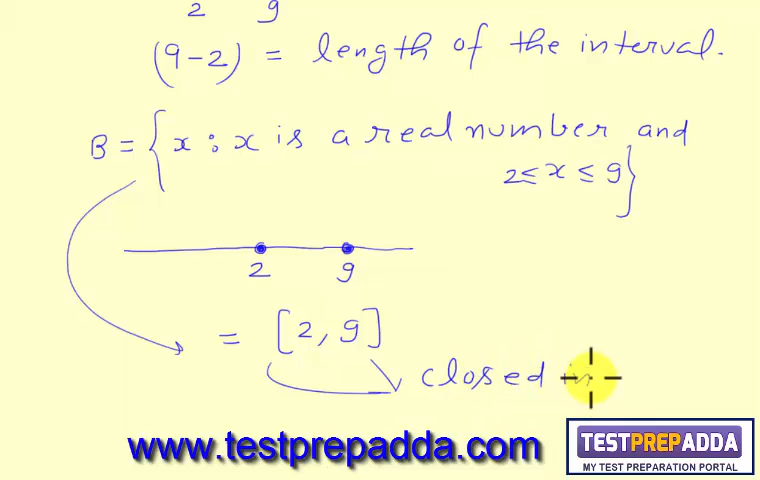 2 9
(9-2) = length of the interval.
B = { x : x is a real number and
2 ≤ x ≤ 9 }
2 9
= [2, 9]
closed
www.testprepadda.com
TESTPREPADDA
MY TEST PREPARATION PORTAL